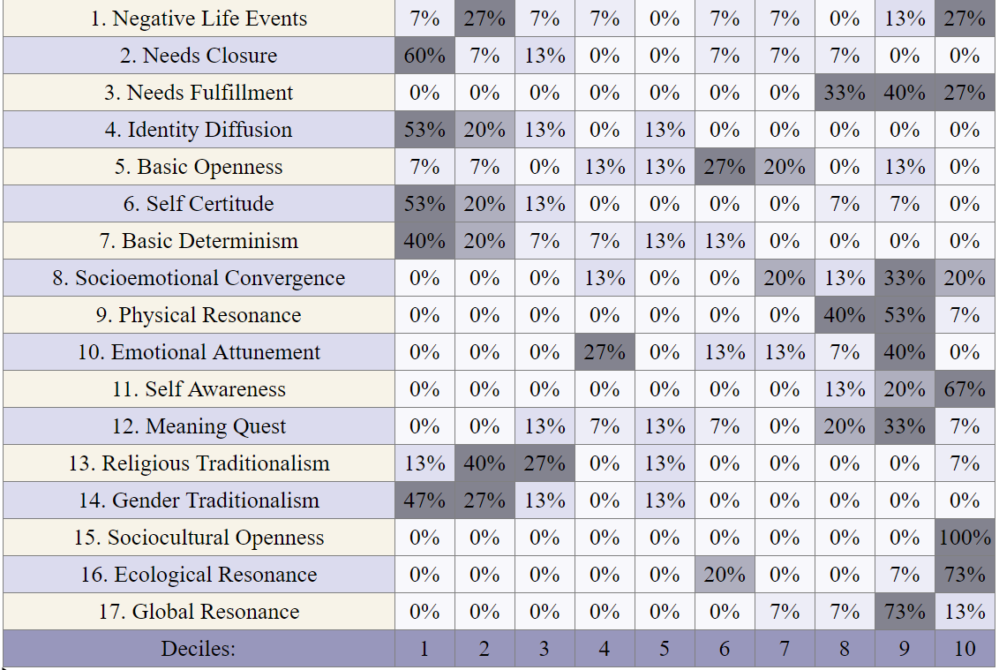 1. Negative Life Events 7% 27% 7% 7% 0% 7% 7% 0% 13% 27%
2. Needs Closure 60% 7% 13% 0% 0% 7% 7% 7% 0% 0%
3. Needs Fulfillment 0% 0% 0% 0% 0% 0% 0% 33% 40% 27%
4. Identity Diffusion 53% 20% 13% 0% 13% 0% 0% 0% 0% 0%
5. Basic Openness 7% 7% 0% 13% 13% 27% 20% 0% 13% 0%
6. Self Certitude 53% 20% 13% 0% 0% 0% 0% 7% 7% 0%
7. Basic Determinism 40% 20% 7% 7% 13% 13% 0% 0% 0% 0%
8. Socioemotional Convergence 0% 0% 0% 13% 0% 0% 20% 13% 33% 20%
9. Physical Resonance 0% 0% 0% 0% 0% 0% 0% 40% 53% 7%
10. Emotional Attunement 0% 0% 0% 27% 0% 13% 13% 7% 40% 0%
11. Self Awareness 0% 0% 0% 0% 0% 0% 0% 13% 20% 67%
12. Meaning Quest 0% 0% 13% 7% 13% 7% 0% 20% 33% 7%
13. Religious Traditionalism 13% 40% 27% 0% 13% 0% 0% 0% 0% 7%
14. Gender Traditionalism 47% 27% 13% 0% 13% 0% 0% 0% 0% 0%
15. Sociocultural Openness 0% 0% 0% 0% 0% 0% 0% 0% 0% 100%
16. Ecological Resonance 0% 0% 0% 0% 0% 20% 0% 0% 7% 73%
17. Global Resonance 0% 0% 0% 0% 0% 0% 7% 7% 73% 13%
Deciles: 1 2 3 4 5 6 7 8 9 10